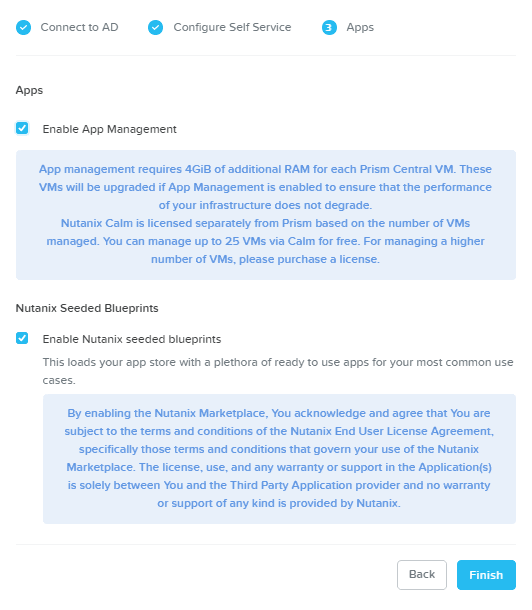 Connect to AD Configure Self Service 3 Apps
Apps
Enable App Management
App management requires 4GiB of additional RAM for each Prism Central VM. These
VMs will be upgraded if App Management is enabled to ensure that the performance
of your infrastructure does not degrade.
Nutanix Calm is licensed separately from Prism based on the number of VMs
managed. You can manage up to 25 VMs via Calm for free. For managing a higher
number of VMs, please purchase a license.
Nutanix Seeded Blueprints
Enable Nutanix seeded blueprints
This loads your app store with a plethora of ready to use apps for your most common use
cases.
By enabling the Nutanix Marketplace, You acknowledge and agree that You are
subject to the terms and conditions of the Nutanix End User License Agreement,
specifically those terms and conditions that govern your use of the Nutanix
Marketplace. The license, use, and any warranty or support in the Application(s)
is solely between You and the Third Party Application provider and no warranty
or support of any kind is provided by Nutanix.
Back Finish